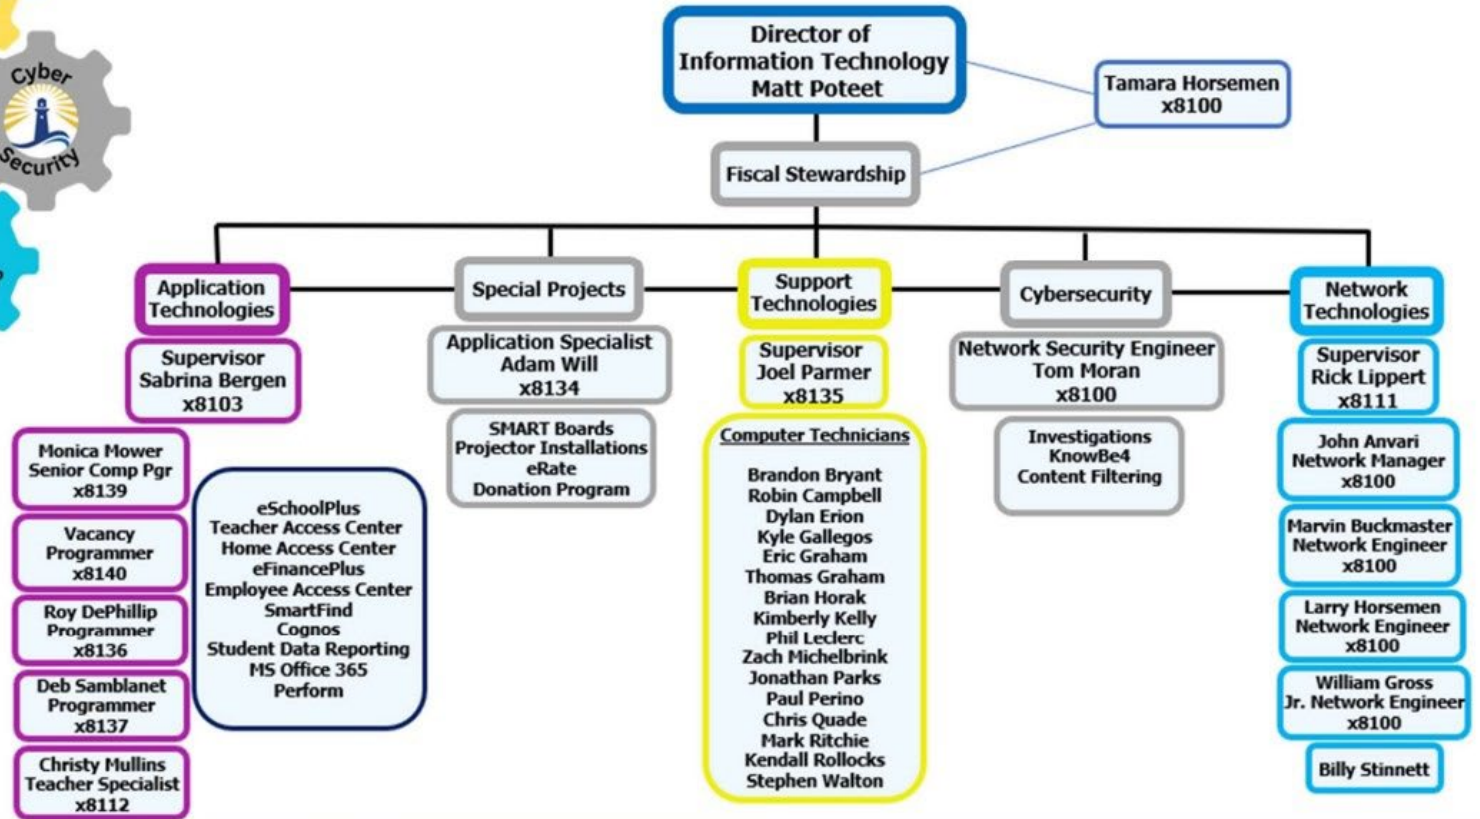 Cyber
Security
Director of
Information Technology
Matt Poteet
Tamara Horsemen
x8100
Fiscal Stewardship
Application
Technologies
Supervisor
Sabrina Bergen
x8103
Monica Mower
Senior Comp Pgr
x8139
Vacancy
Programmer
x8140
Roy DePhillip
Programmer
x8136
Deb Samblanet
Programmer
x8137
Christy Mullins
Teacher Specialist
x8112
eSchoolPlus
Teacher Access Center
Home Access Center
eFinancePlus
Employee Access Center
SmartFind
Cognos
Student Data Reporting
MS Office 365
Perform
Special Projects
Application Specialist
Adam Will
x8134
SMART Boards
Projector Installations
eRate
Donation Program
Support
Technologies
Supervisor
Joel Parmer
x8135
Computer Technicians
Brandon Bryant
Robin Campbell
Dylan Erion
Kyle Gallegos
Eric Graham
Thomas Graham
Brian Horak
Kimberly Kelly
Phil Leclerc
Zach Michelbrink
Jonathan Parks
Paul Perino
Chris Quade
Mark Ritchie
Kendall Rollocks
Stephen Walton
Cybersecurity
Network Security Engineer
Tom Moran
x8100
Investigations
KnowBe4
Content Filtering
Network
Technologies
Supervisor
Rick Lippert
x8111
John Anvari
Network Manager
x8100
Marvin Buckmaster
Network Engineer
x8100
Larry Horsemen
Network Engineer
x8100
William Gross
Jr. Network Engineer
x8100
Billy Stinnett